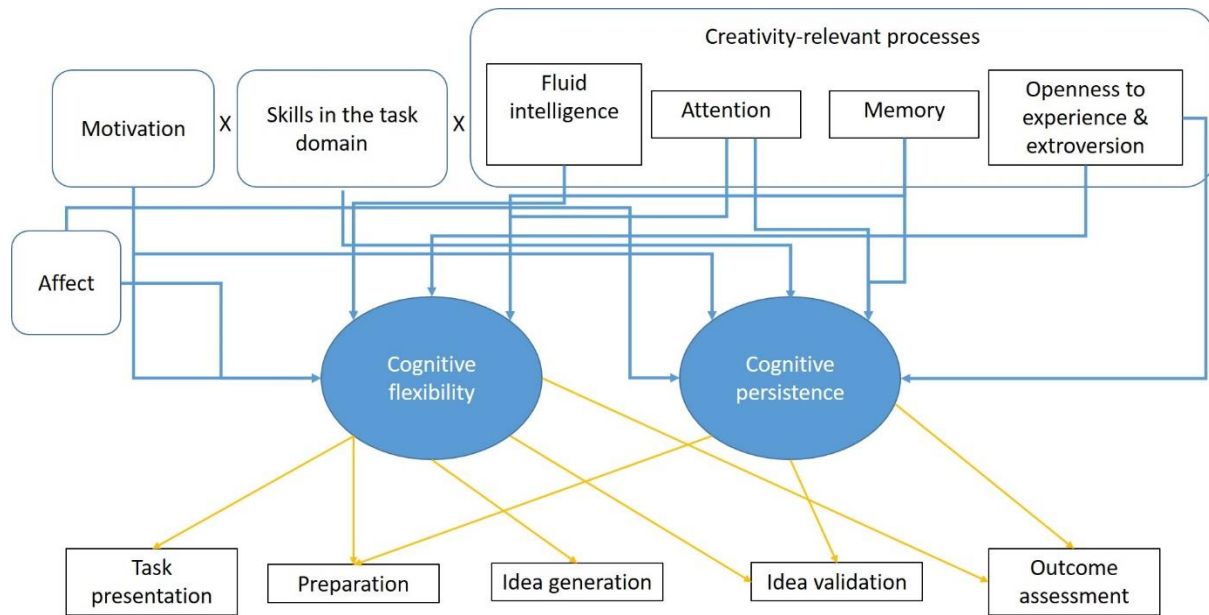 Creativity-relevant processes
Motivation
X
Skills in the task
domain
X
Fluid
intelligence
Attention
Memory
Openness to
experience &
extroversion
Affect
Cognitive
flexibility
Cognitive
persistence
Task
presentation
Preparation
Idea generation
Idea validation
Outcome
assessment